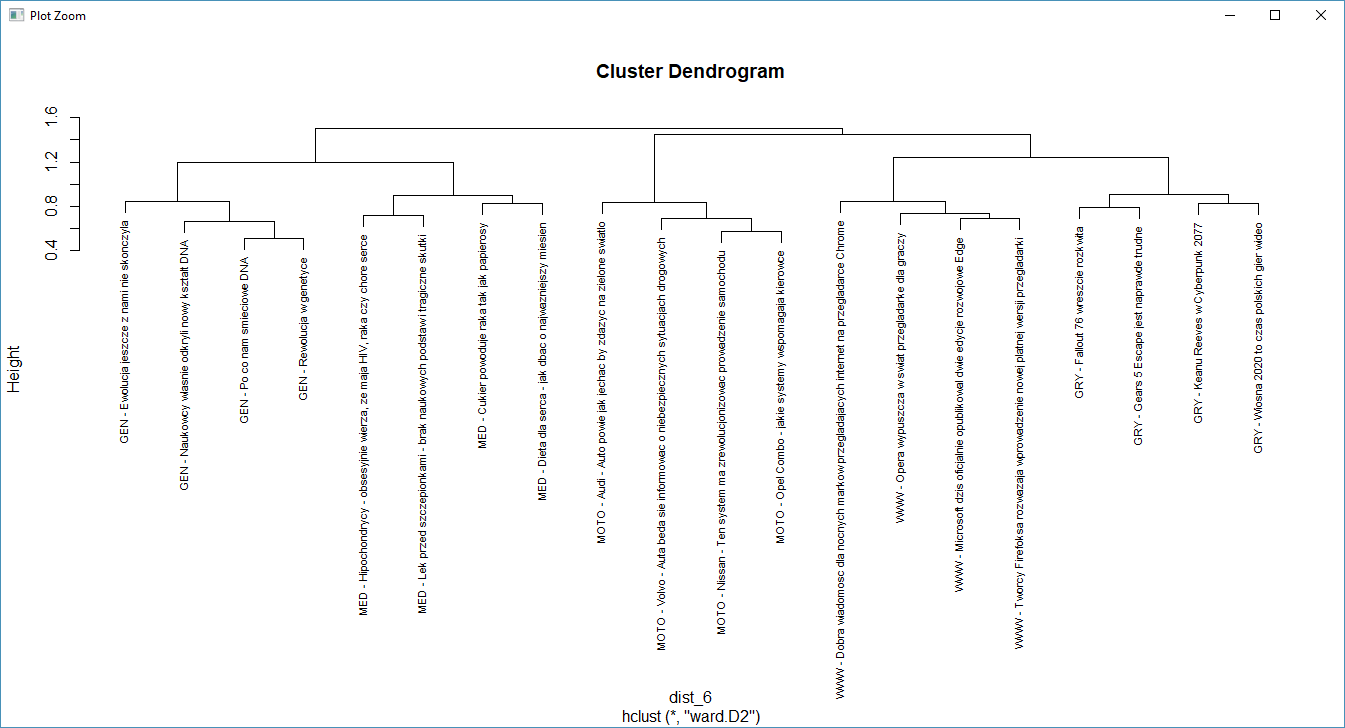 Plot Zoom
Cluster Dendrogram
Height
1.6
1.2
0.8
0.4
GEN - Ewolucja jeszcze z nami nie skonczyla
GEN - Naukowcy wlasnie odkryli nowy ksztalt DNA
GEN - Po co nam smieciowe DNA
GEN - Rewolucja w genetyce
MED - Hipochondrycy - obsesyjnie wierza, ze maja HIV, raka czy chore serce
MED - Lek przed szczepionkami - brak naukowych podstaw i tragiczne skutki
MED - Cukier powoduje raka tak jak papierosy
MED - Dieta dla serca - jak dbac o najwazniejszy miesien
MOTO - Audi - Auto powie jak jechac by zdazyc na zielone swiatlo
MOTO - Volvo - Auta beda sie informowac o niebezpiecznych sytuacjach drogowych
MOTO - Nissan - Ten system ma zrewolucjonizowac prowadzenie samochodu
MOTO - Opel Combo - jakie systemy wspomagaja kierowce
WWW - Dobra wiadomosc dla nocnych markow przegladajacych internet na przegladarce Chrome
WWW - Opera wypuszcza w swiat przegladarke dla graczy
WWW - Microsoft dzis oficjalnie opublikowal dwie edycje rozwojowe Edge
WWW - Tworcy Firefoksa rozwazaja wprowadzenie nowej platnej wersji przegladarki
GRY - Fallout 76 wreszcie rozkwita
GRY - Gears 5 Escape jest naprawde trudne
GRY - Keanu Reeves w Cyberpunk 2077
GRY - Wiosna 2020 to czas polskich gier wideo
dist_6
hclust (*, "ward.D2")